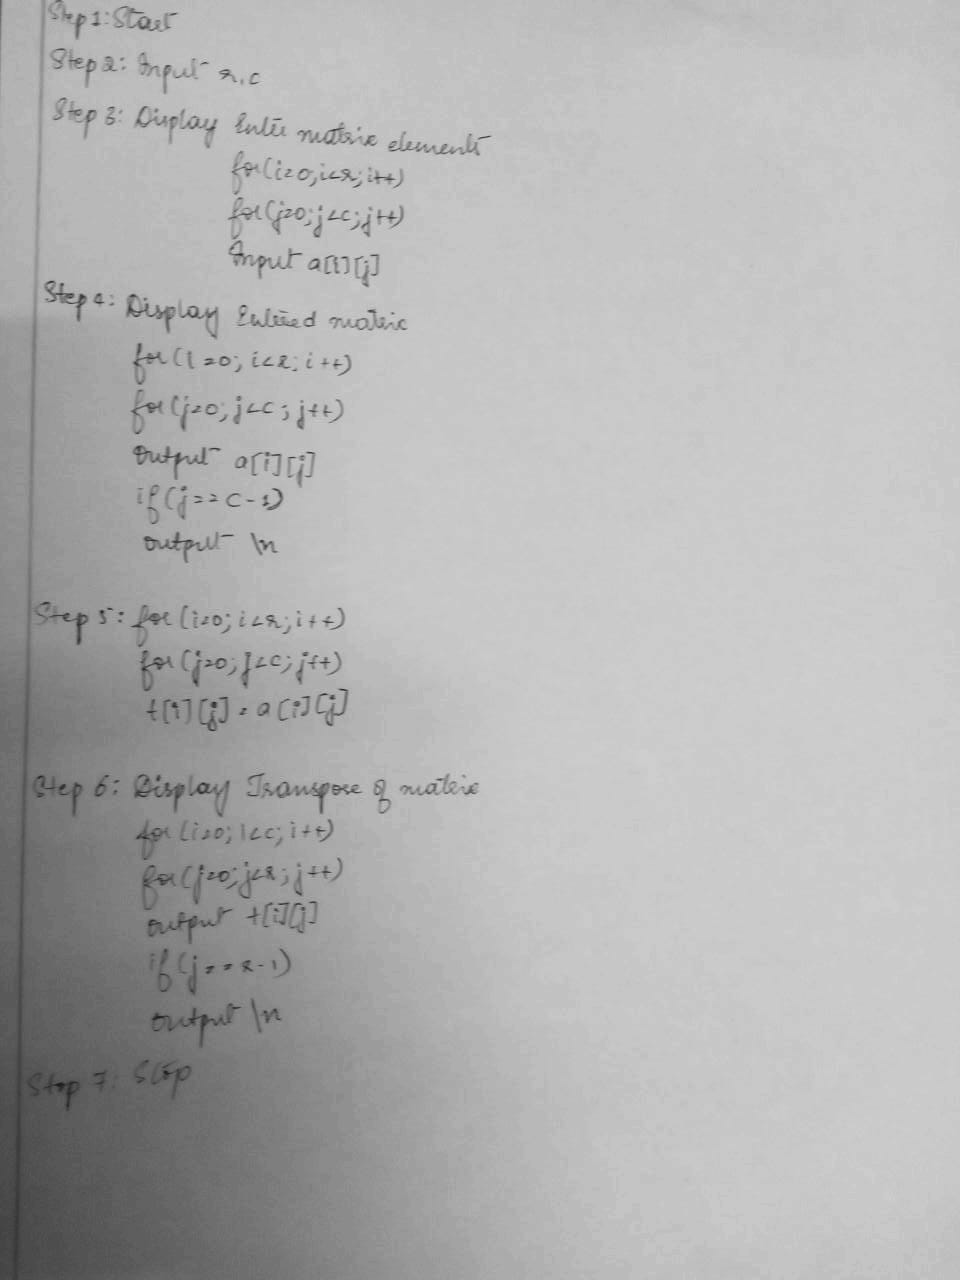 Step 1: Start
Step 2: Input r, c
Step 3: Display Enter matrix elements
for(i=0; i<r; i++)
for(j=0; j<c; j++)
Input a[i][j]
Step 4: Display Entered matrix
for(i=0; i<r; i++)
for(j=0; j<c; j++)
Output a[i][j]
if(j==c-1)
output \n
Step 5: for(i=0; i<r; i++)
for(j=0; j<c; j++)
t[i][j] = a[i][j]
Step 6: Display Transpose of matrix
for(i=0; i<c; i++)
for(j=0; j<r; j++)
output t[i][j]
if(j==r-1)
output \n
Step 7: Stop